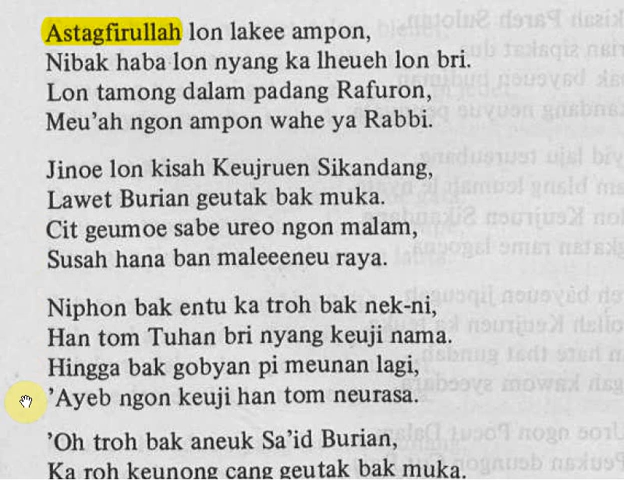 Astagfirullah lon lakee ampon,
Nibak haba lon nyang ka lheueh lon bri.
Lon tamong dalam padang Rafuron,
Meu'ah ngon ampon wahe ya Rabbi.
Jinoe lon kisah Keujruen Sikandang,
Lawet Burian geutak bak muka.
Cit geumoe sabe ureo ngon malam,
Susah hana ban maleeeneu raya.
Niphon bak entu ka troh bak nek-ni,
Han tom Tuhan bri nyang keuji nama.
Hingga bak gobyan pi meunan lagi,
'Ayeb ngon keuji han tom neurasa.
'Oh troh bak aneuk Sa'id Burian,
Ka roh keunong cang geutak bak muka.